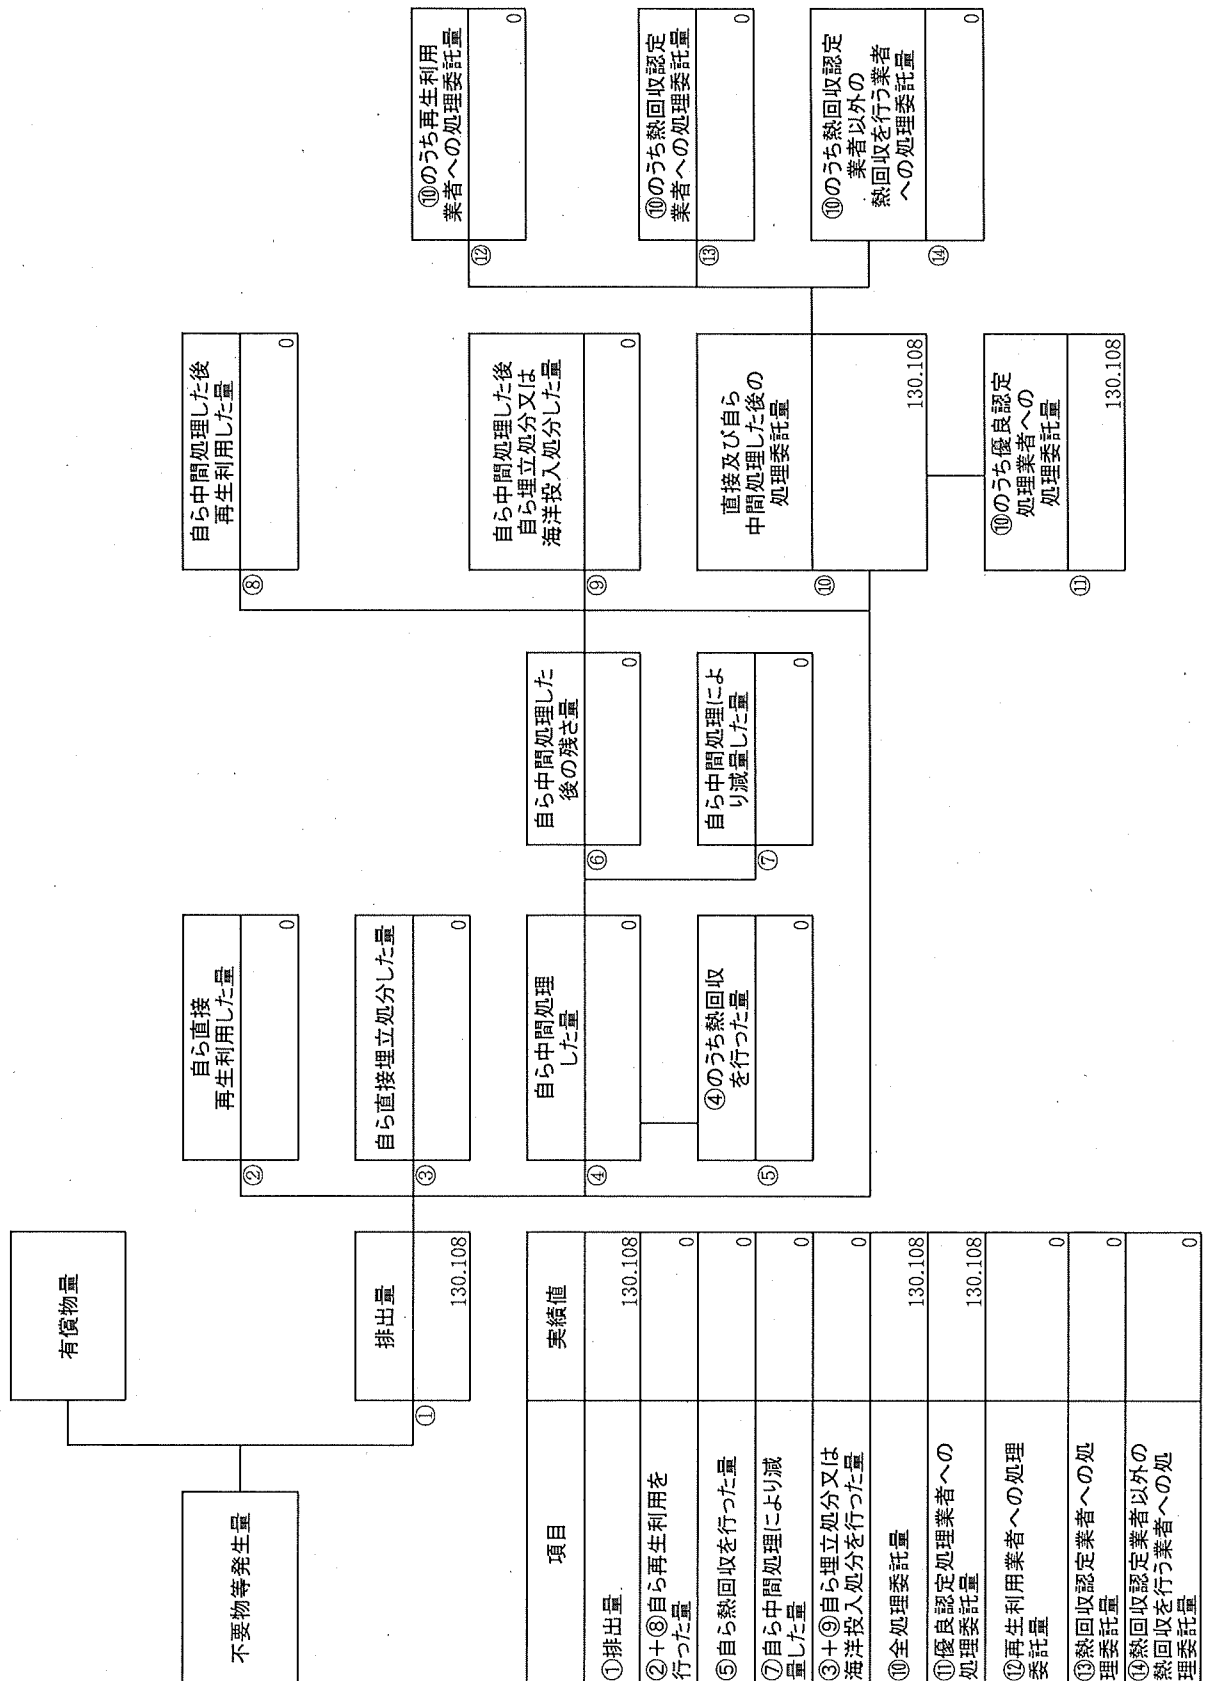 不要物等発生量
有償物量
排出量
①
130.108
自ら直接
再生利用した量
②
0
自ら直接埋立処分した量
③
0
自ら中間処理
した量
④
0
④のうち熱回収
を行った量
⑤
0
自ら中間処理した
後の残さ量
⑥
0
自ら中間処理によ
り減量した量
⑦
0
自ら中間処理した後
再生利用した量
⑧
0
自ら中間処理した後
自ら埋立処分又は
海洋投入処分した量
⑨
0
直接及び自ら
中間処理した後の
処理委託量
⑩
130.108
⑩のうち優良認定
処理業者への
処理委託量
⑪
130.108
⑩のうち再生利用
業者への処理委託量
⑫
0
⑩のうち熱回収認定
業者への処理委託量
⑬
0
⑩のうち熱回収認定
業者以外の
熱回収を行う業者
への処理委託量
⑭
0
項目
実績値
①排出量
130.108
②+⑧自ら再生利用を
行った量
0
⑤自ら熱回収を行った量
0
⑦自ら中間処理により減
量した量
0
③+⑨自ら埋立処分又は
海洋投入処分を行った量
0
⑩全処理委託量
130.108
⑪優良認定処理業者への
処理委託量
130.108
⑫再生利用業者への処理
委託量
0
⑬熱回収認定業者への処
理委託量
0
⑭熱回収認定業者以外の
熱回収を行う業者への処
理委託量
0